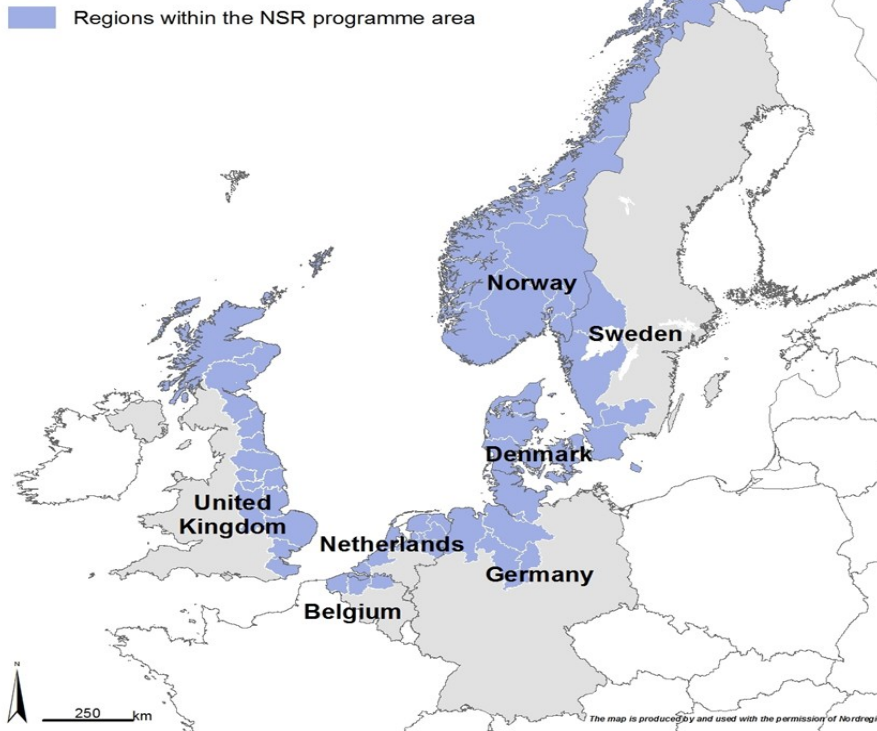 Regions within the NSR programme area
Norway
Sweden
Denmark
United
Kingdom
Netherlands
Germany
Belgium
N
250 km
The map is produced by and used with the permission of Nordregi